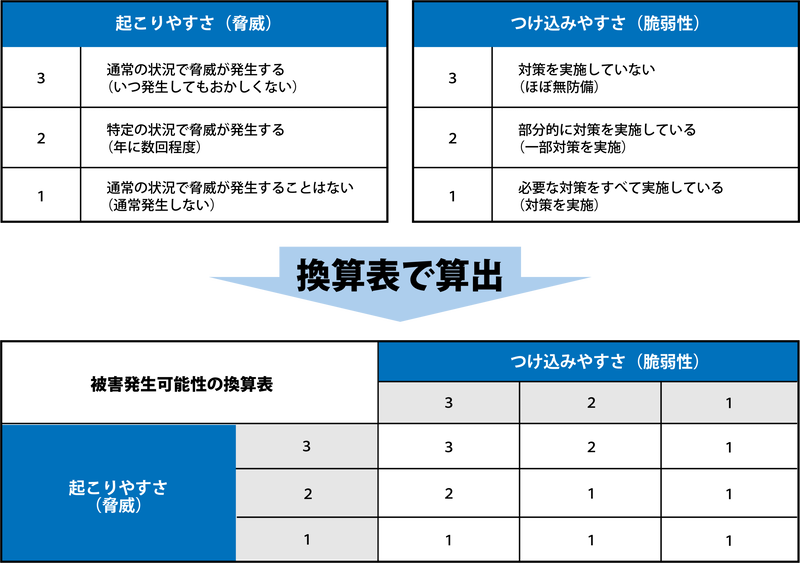 起こりやすさ（脅威）
3
通常の状況で脅威が発生する
（いつ発生してもおかしくない）
2
特定の状況で脅威が発生する
（年に数回程度）
1
通常の状況で脅威が発生することはない
（通常発生しない）
つけ込みやすさ（脆弱性）
3
対策を実施していない
（ほぼ無防備）
2
部分的に対策を実施している
（一部対策を実施）
1
必要な対策をすべて実施している
（対策を実施）
換算表で算出
被害発生可能性の換算表
つけ込みやすさ（脆弱性）
3 2 1
起こりやすさ
（脅威）
3 3 2 1
2 2 1 1
1 1 1 1